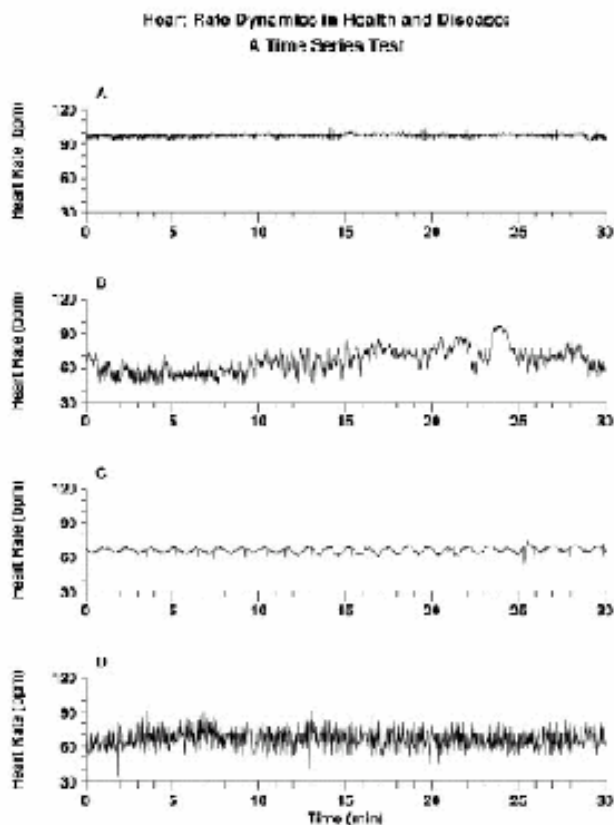 Heart Rate Dynamics in Health and Disease:
A Time Series Test
A
Heart Rate (bpm)
120
90
60
30
0 5 10 15 20 25 30
B
Heart Rate (bpm)
120
90
60
30
0 5 10 15 20 25 30
C
Heart Rate (bpm)
120
90
60
30
0 5 10 15 20 25 30
D
Heart Rate (bpm)
120
90
60
30
0 5 10 15 20 25 30
Time (min)